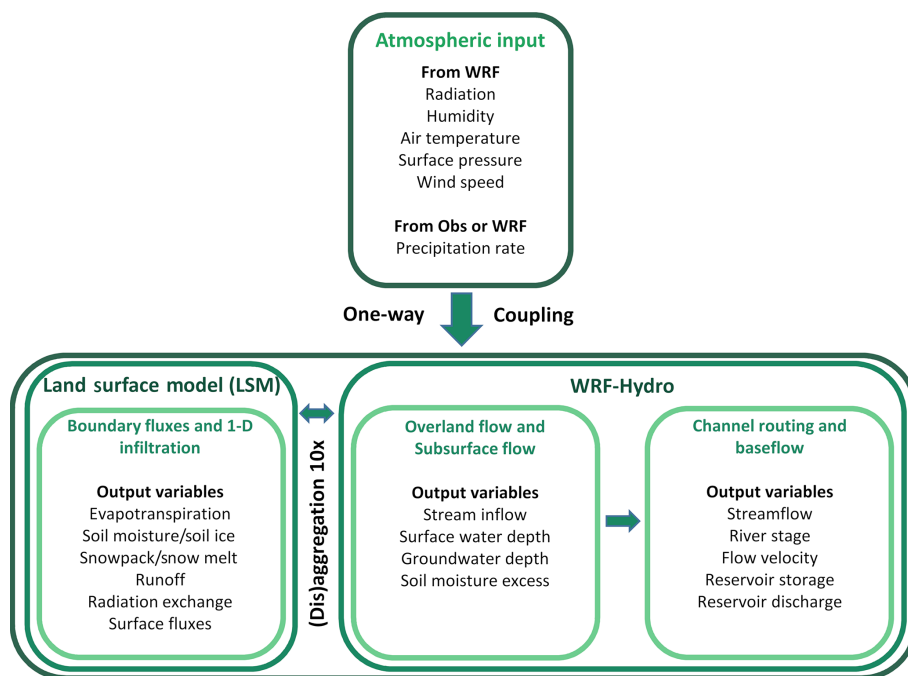 Atmospheric input
From WRF
Radiation
Humidity
Air temperature
Surface pressure
Wind speed
From Obs or WRF
Precipitation rate
One-way Coupling
Land surface model (LSM)
Boundary fluxes and 1-D
infiltration
Output variables
Evapotranspiration
Soil moisture/soil ice
Snowpack/snow melt
Runoff
Radiation exchange
Surface fluxes
(Dis)aggregation 10x
WRF-Hydro
Overland flow and
Subsurface flow
Output variables
Stream inflow
Surface water depth
Groundwater depth
Soil moisture excess
Channel routing and
baseflow
Output variables
Streamflow
River stage
Flow velocity
Reservoir storage
Reservoir discharge